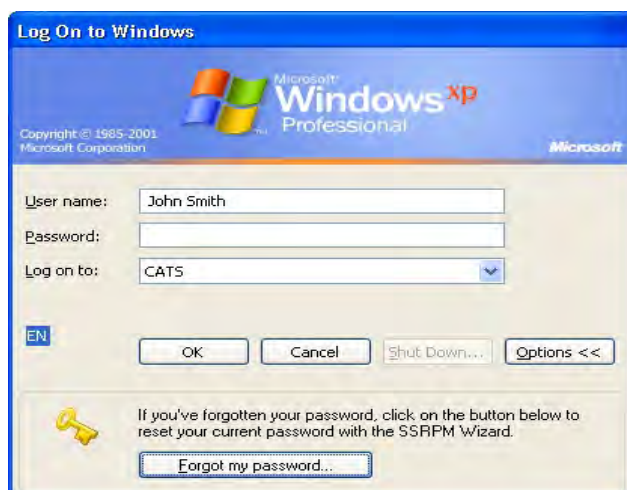 Log On to Windows
Microsoft
Windows xp
Professional
Copyright © 1985-2001
Microsoft Corporation
Microsoft
User name: John Smith
Password:
Log on to: CATS
EN
OK Cancel Shut Down... Options <<
If you've forgotten your password, click on the button below to
reset your current password with the SSRPM Wizard.
Forgot my password...